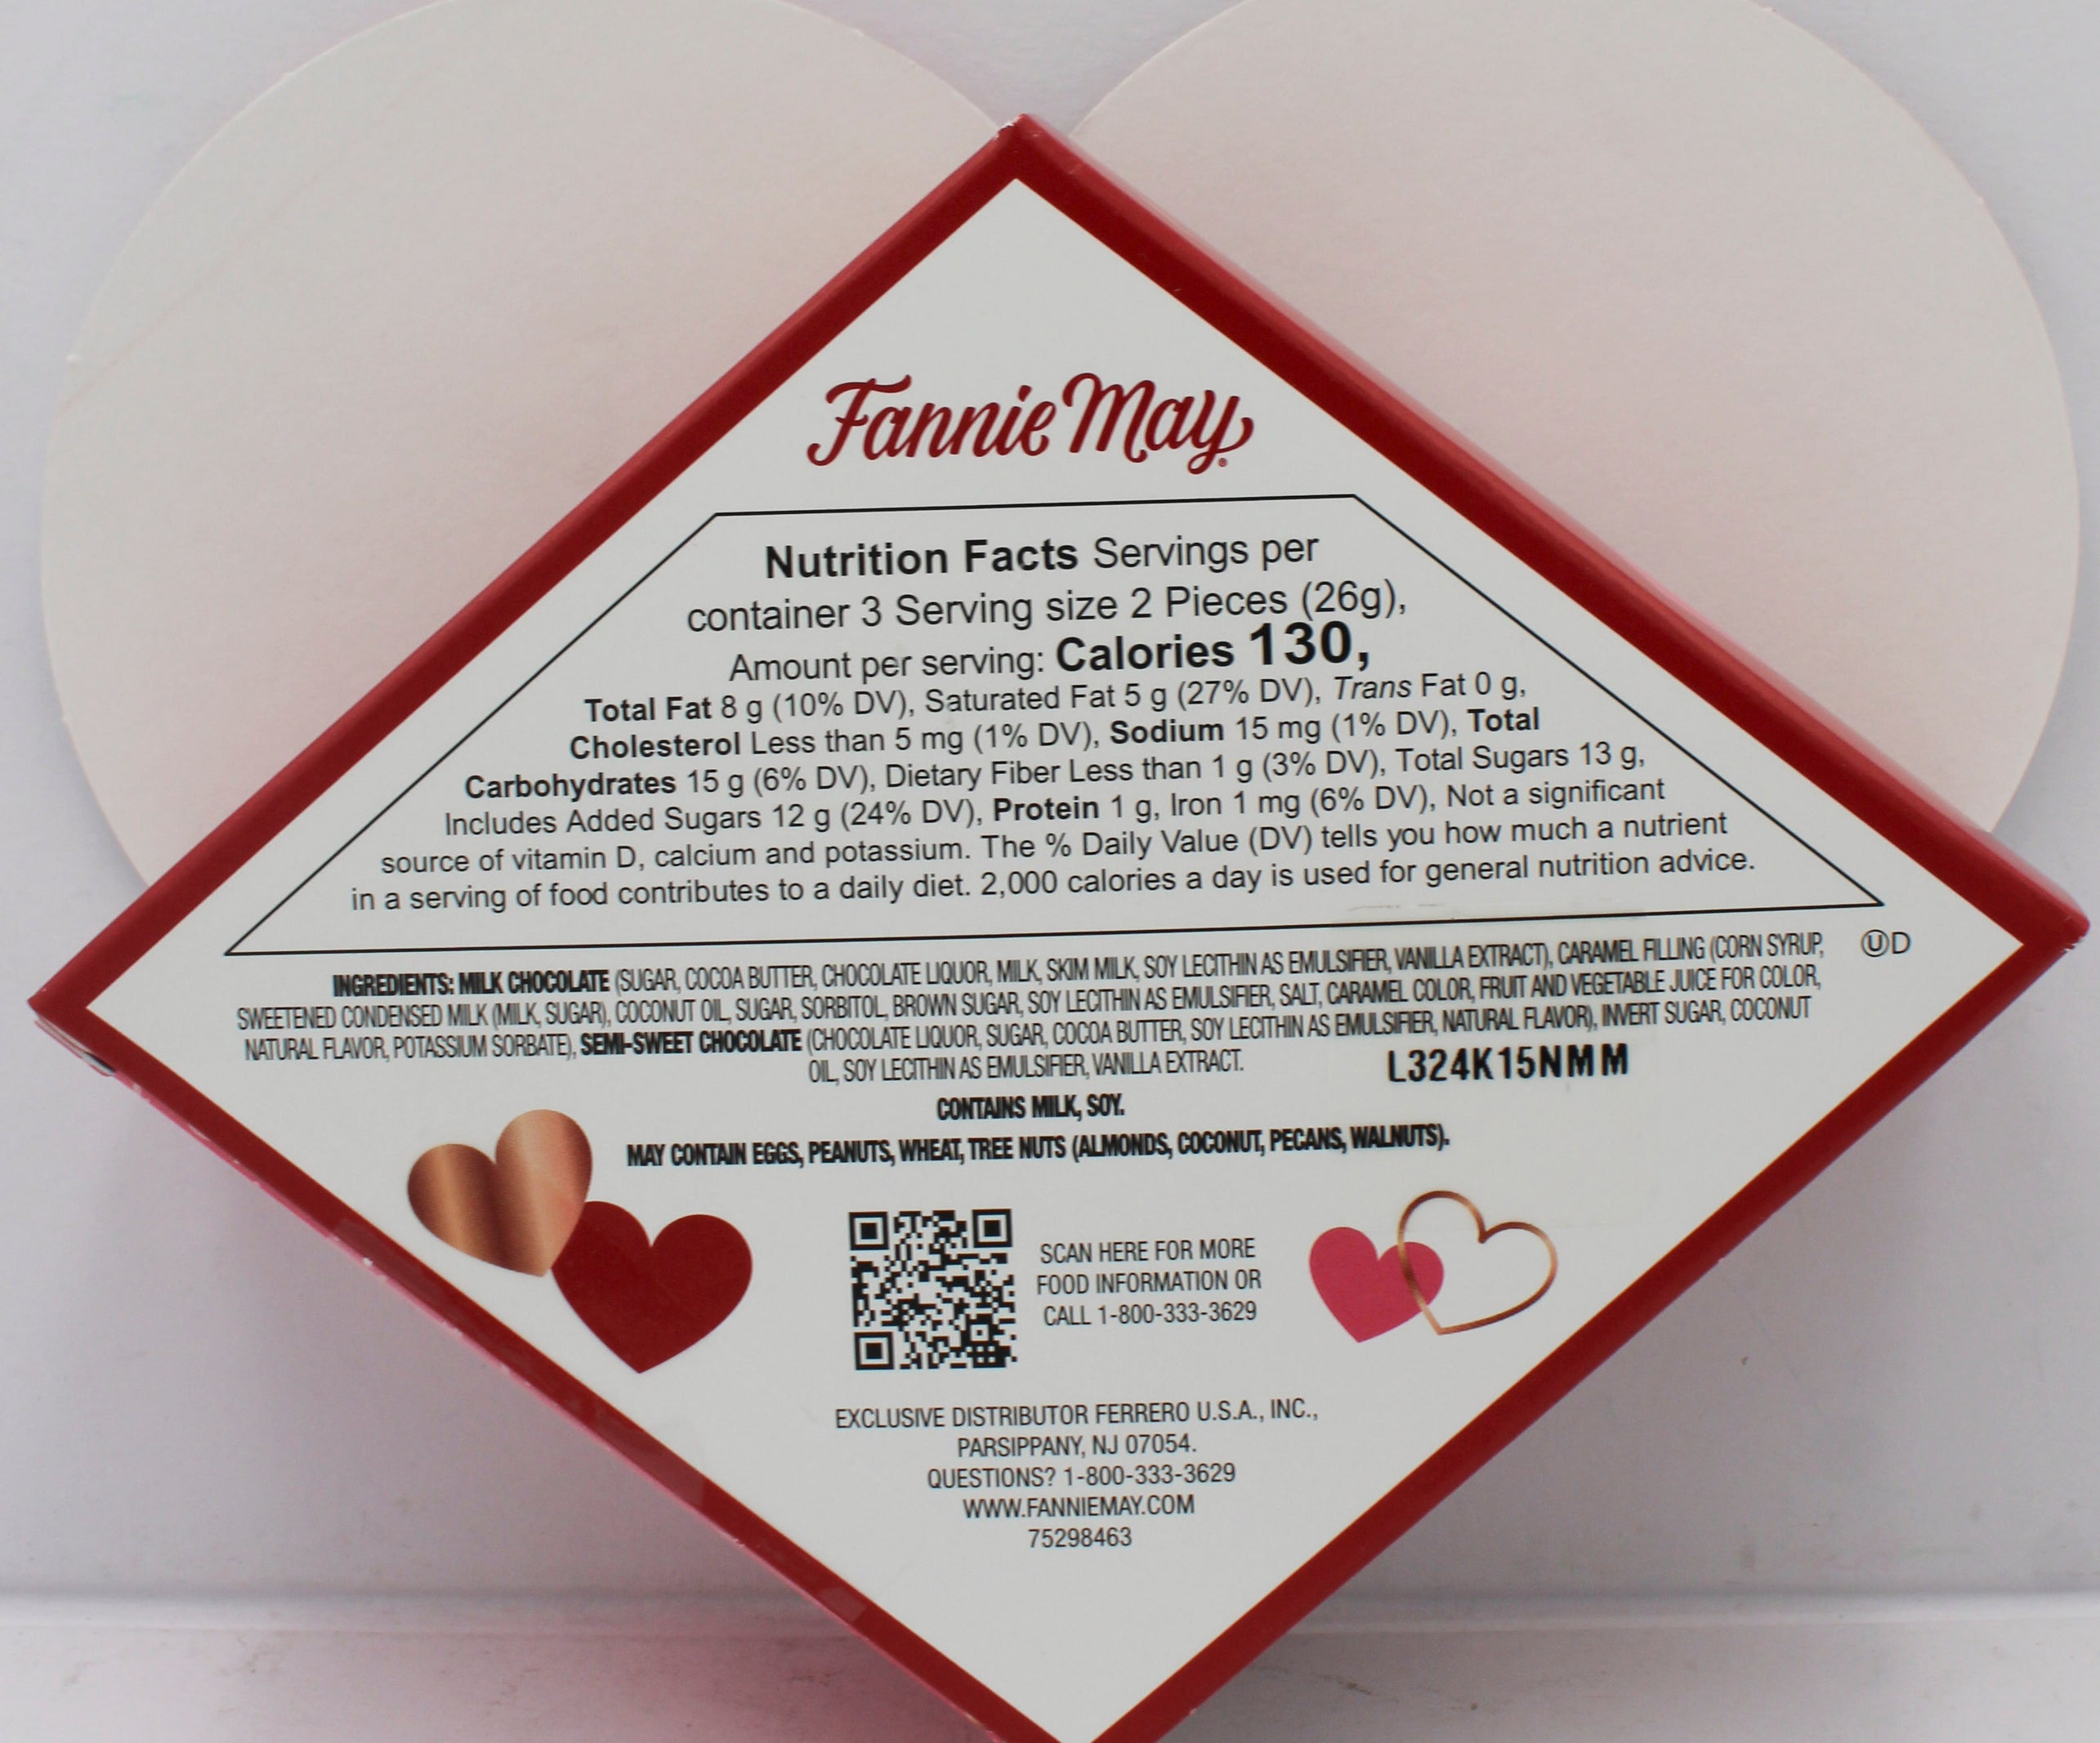 Fannie May®
Nutrition Facts Servings per
container 3 Serving size 2 Pieces (26g),
Amount per serving: Calories 130,
Total Fat 8 g (10% DV), Saturated Fat 5 g (27% DV), Trans Fat 0 g,
Cholesterol Less than 5 mg (1% DV), Sodium 15 mg (1% DV), Total
Carbohydrates 15 g (6% DV), Dietary Fiber Less than 1 g (3% DV), Total Sugars 13 g,
Includes Added Sugars 12 g (24% DV), Protein 1 g, Iron 1 mg (6% DV), Not a significant
source of vitamin D, calcium and potassium. The % Daily Value (DV) tells you how much a nutrient
in a serving of food contributes to a daily diet. 2,000 calories a day is used for general nutrition advice.
INGREDIENTS: MILK CHOCOLATE (SUGAR, COCOA BUTTER, CHOCOLATE LIQUOR, MILK, SKIM MILK, SOY LECITHIN AS EMULSIFIER, VANILLA EXTRACT), CARAMEL FILLING (CORN SYRUP,
ⓊD
SWEETENED CONDENSED MILK (MILK, SUGAR), COCONUT OIL, SUGAR, SORBITOL, BROWN SUGAR, SOY LECITHIN AS EMULSIFIER, SALT, CARAMEL COLOR, FRUIT AND VEGETABLE JUICE FOR COLOR,
NATURAL FLAVOR, POTASSIUM SORBATE), SEMI-SWEET CHOCOLATE (CHOCOLATE LIQUOR, SUGAR, COCOA BUTTER, SOY LECITHIN AS EMULSIFIER, NATURAL FLAVOR), INVERT SUGAR, COCONUT
OIL, SOY LECITHIN AS EMULSIFIER, VANILLA EXTRACT.
L324K15NMM
CONTAINS MILK, SOY.
MAY CONTAIN EGGS, PEANUTS, WHEAT, TREE NUTS (ALMONDS, COCONUT, PECANS, WALNUTS).
SCAN HERE FOR MORE
FOOD INFORMATION OR
CALL 1-800-333-3629
EXCLUSIVE DISTRIBUTOR FERRERO U.S.A., INC.,
PARSIPPANY, NJ 07054.
QUESTIONS? 1-800-333-3629
WWW.FANNIEMAY.COM
75298463